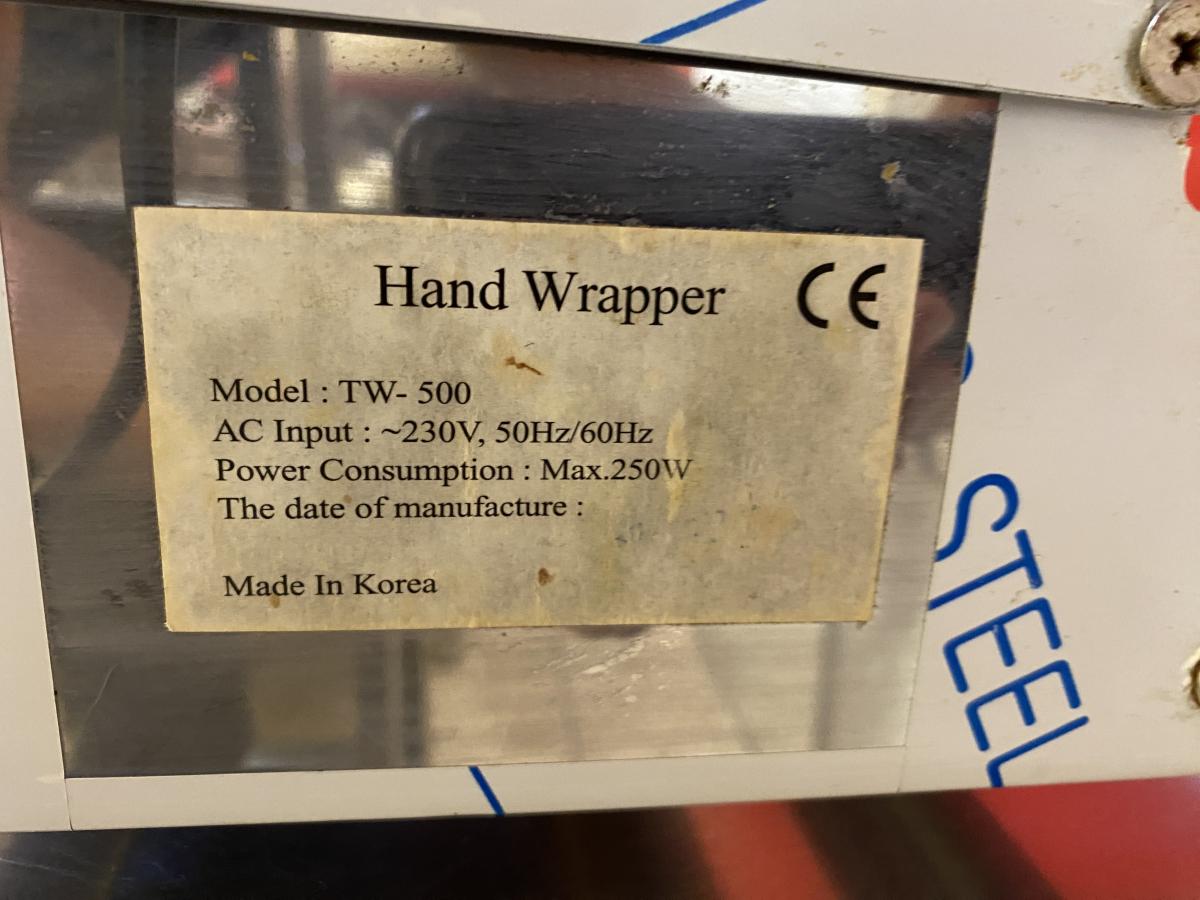 Hand Wrapper CE
Model : TW- 500
AC Input : ~230V, 50Hz/60Hz
Power Consumption : Max.250W
The date of manufacture :
Made In Korea
STEEL